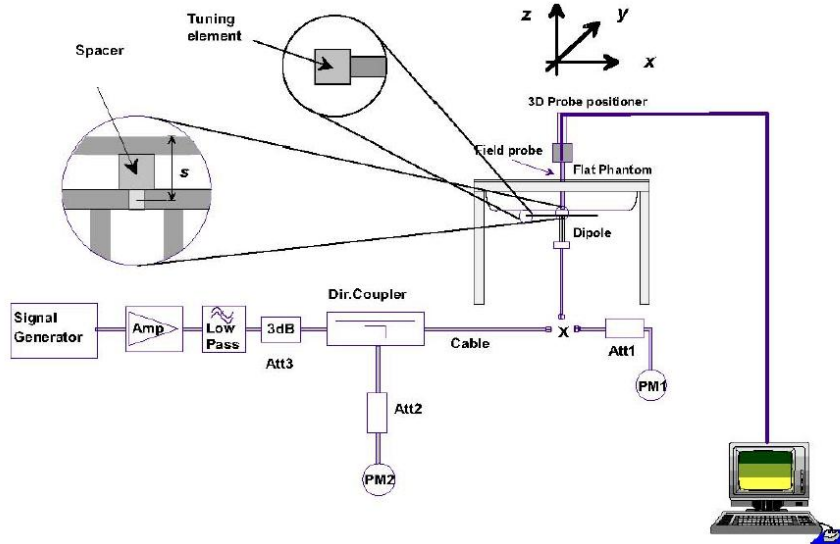 Tuning
element
z
y
x
Spacer
3D Probe positioner
Field probe
Flat Phantom
s
Dipole
Dir.Coupler
Signal
Generator
Amp
Low
Pass
3dB
Att3
Cable
X
Att1
PM1
Att2
PM2